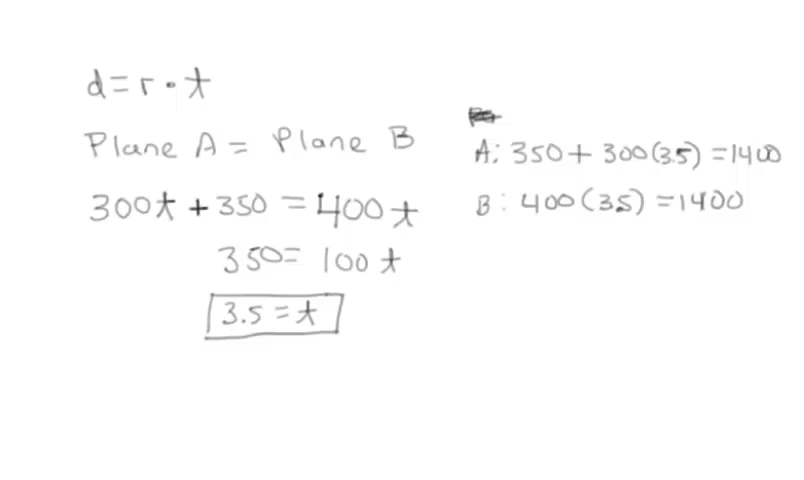 d = r · t
Plane A = Plane B
300t + 350 = 400t
350 = 100t
3.5 = t
A: 350 + 300(3.5) = 1400
B: 400(3.5) = 1400